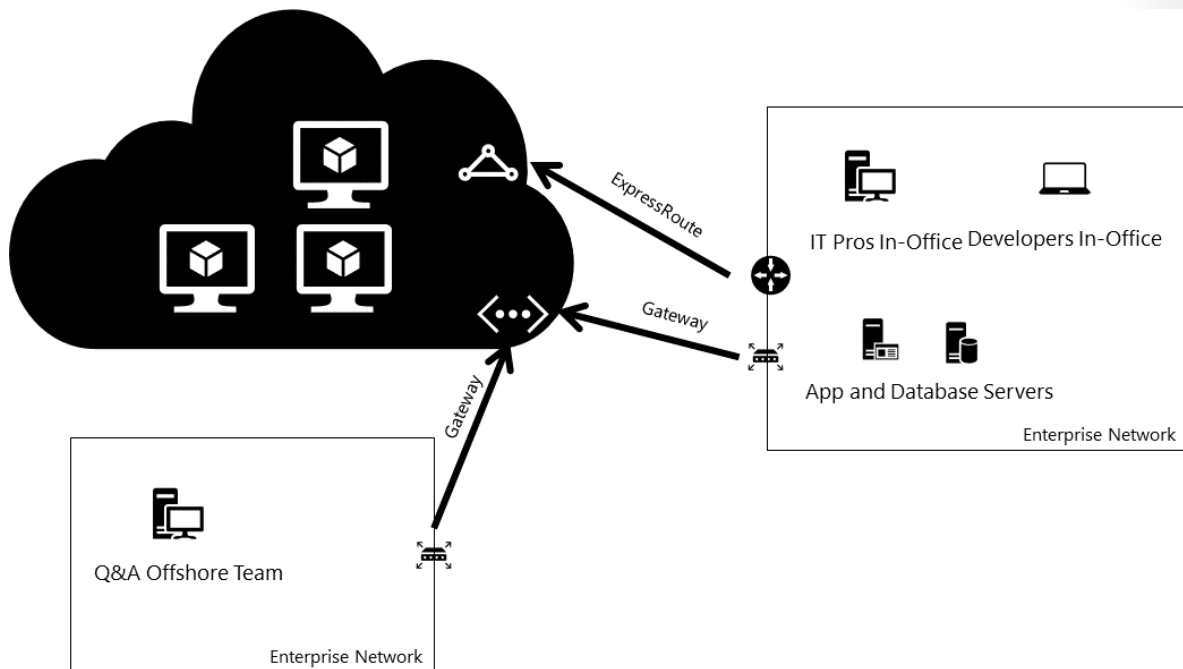 ExpressRoute
IT Pros In-Office
Developers In-Office
Gateway
App and Database Servers
Enterprise Network
Gateway
Q&A Offshore Team
Enterprise Network